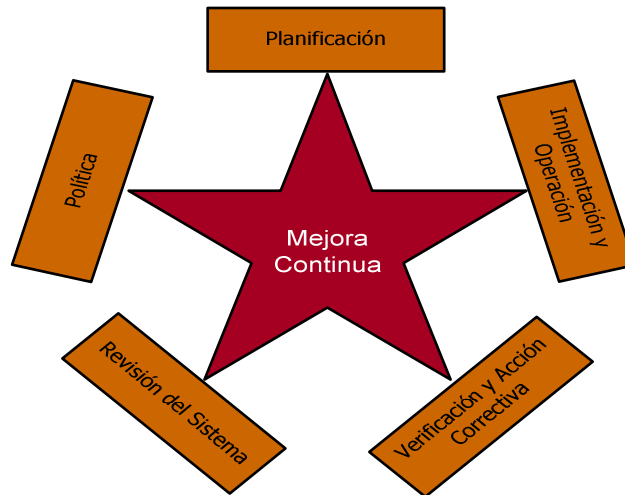 Planificación
Política
Implementación y
Operación
Mejora
Continua
Revisión del Sistema
Verificación y Acción
Correctiva